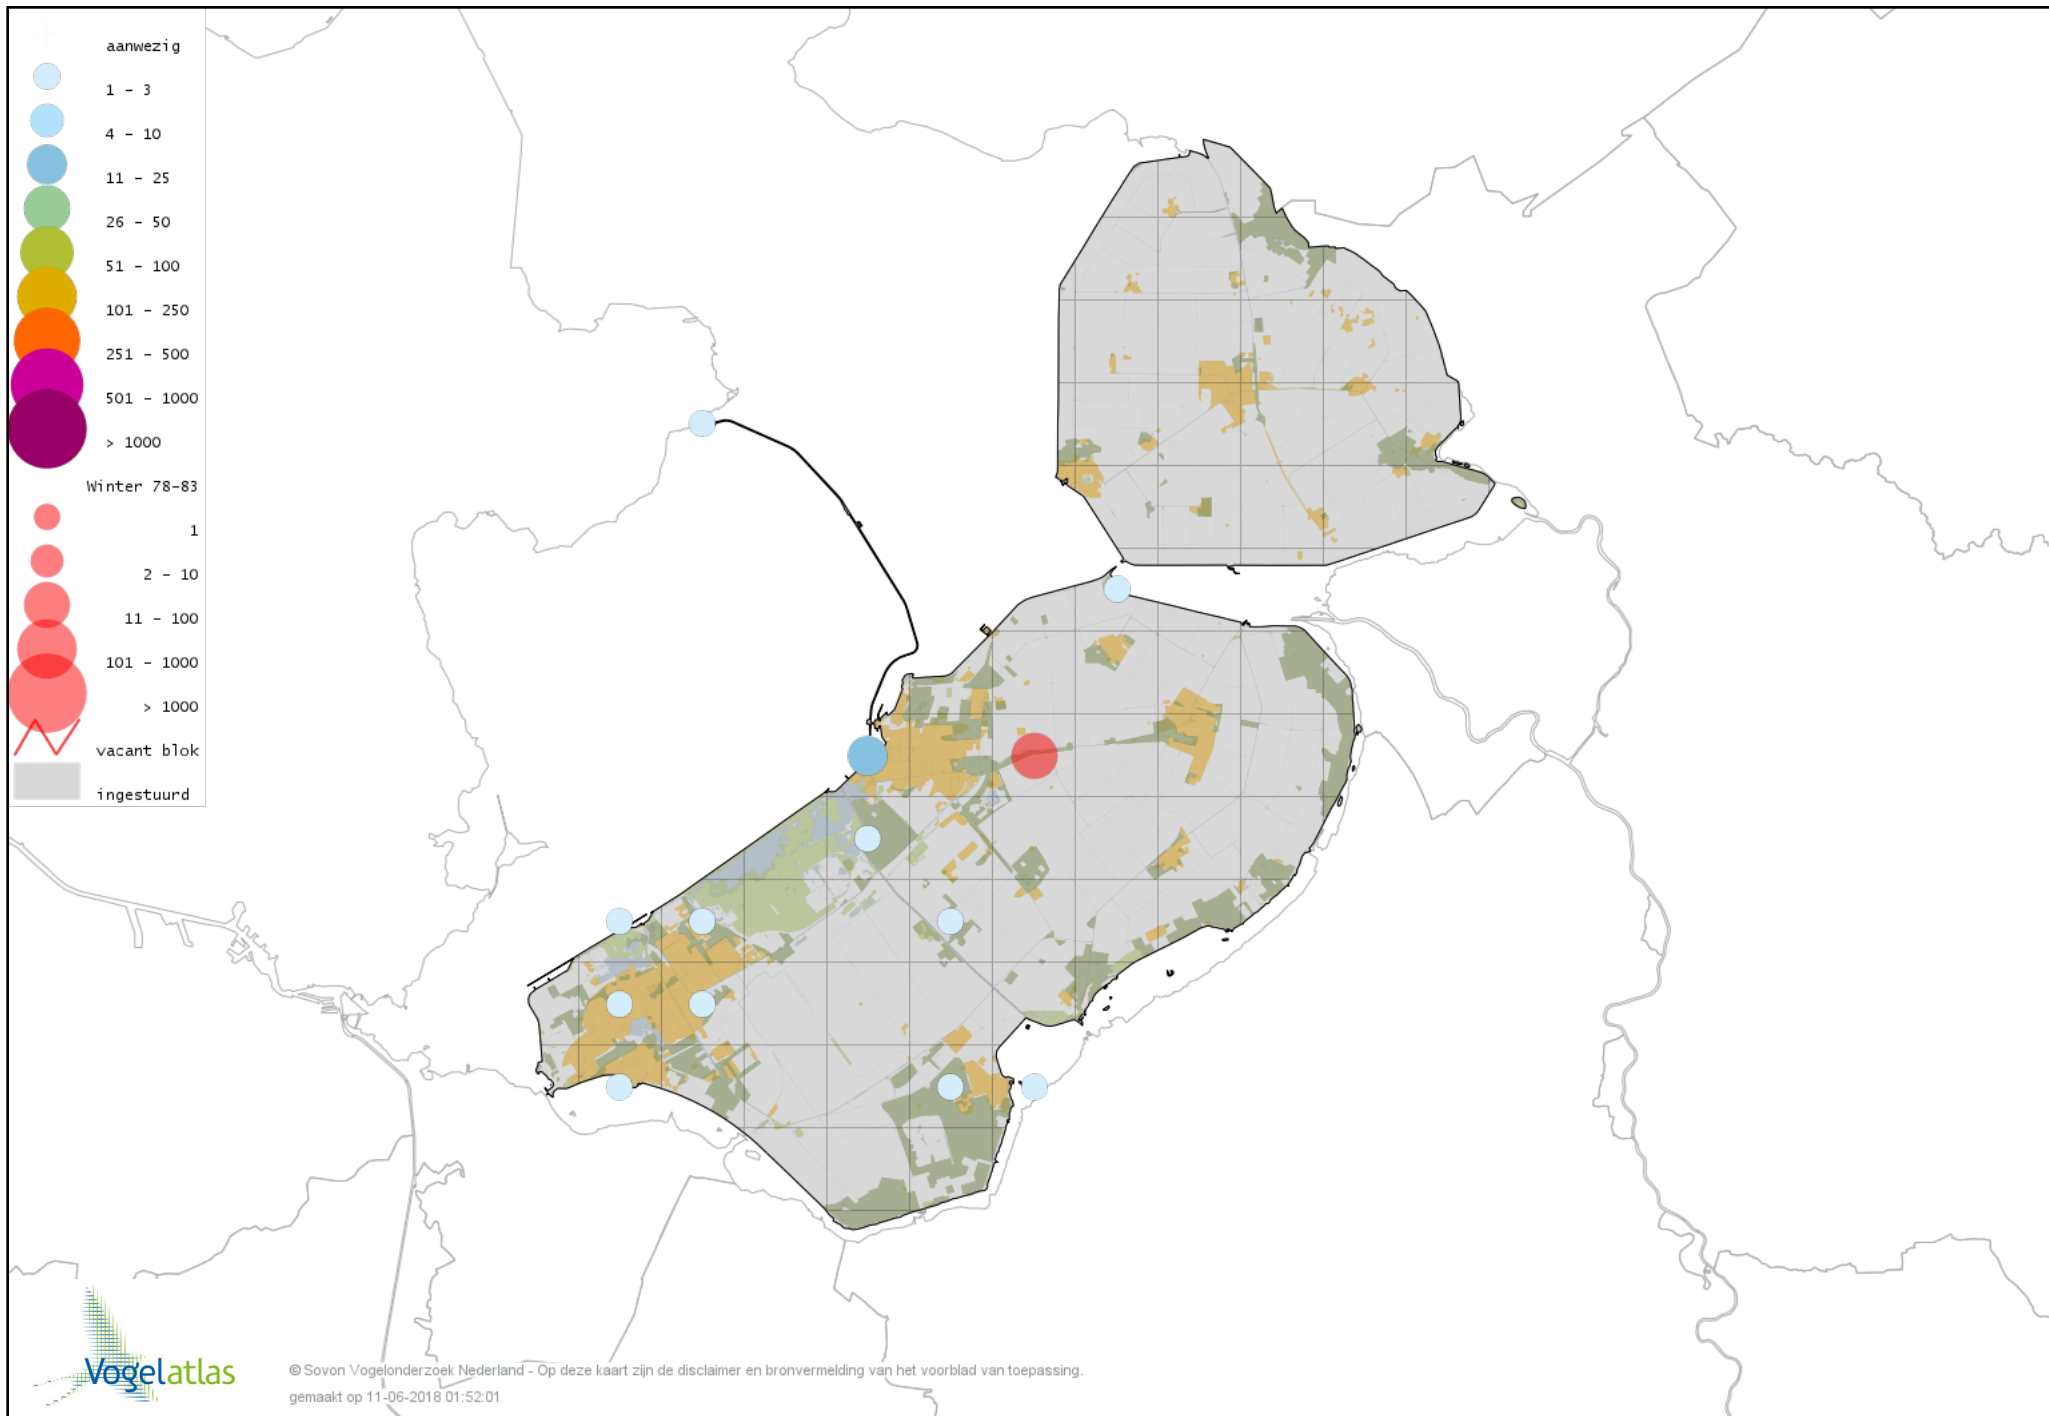 aanwezig
1 - 3
4 - 10
11 - 25
26 - 50
51 - 100
101 - 250
251 - 500
501 - 1000
> 1000
Winter 78-83
1
2 - 10
11 - 100
101 - 1000
> 1000
vacant blok
ingestuurd
Vogelatlas
© Sovon Vogelonderzoek Nederland - Op deze kaart zijn de disclaimer en bronvermelding van het voorblad van toepassing.
gemaakt op 11-06-2018 01:52:01